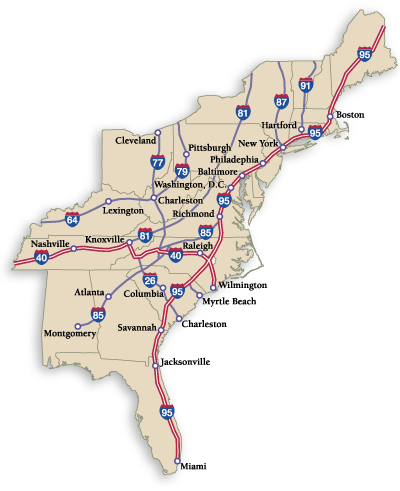 95
91
87
81
Boston
Hartford
95
Cleveland
New York
Pittsburgh
77
Philadelphia
79
Baltimore
Washington, D.C.
95
Charleston
64
Lexington
Richmond
81
85
Knoxville
Nashville
Raleigh
40
40
26
Wilmington
Atlanta
Columbia
95
Myrtle Beach
85
Charleston
Montgomery
Savannah
Jacksonville
95
Miami